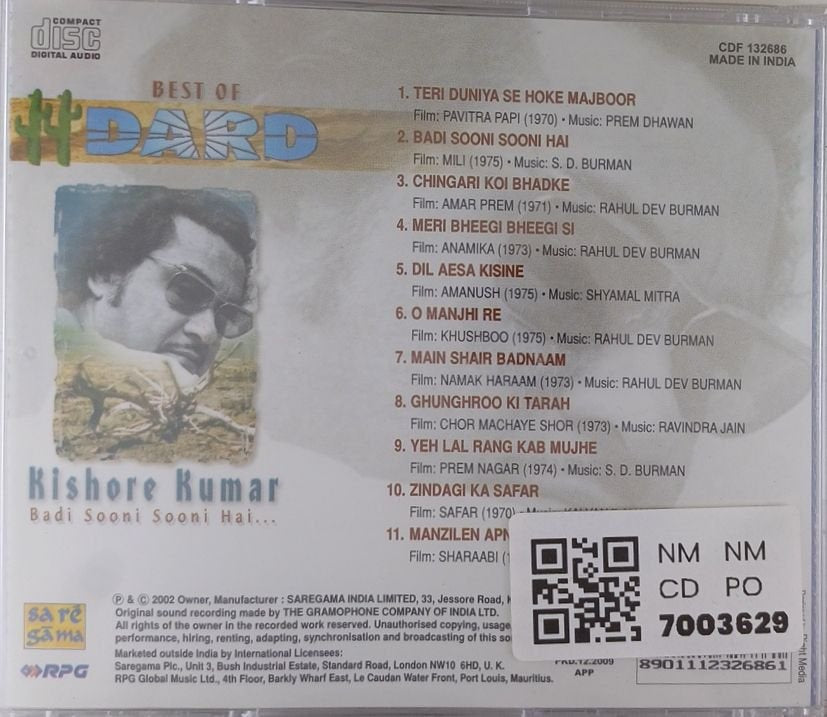 COMPACT
disc
DIGITAL AUDIO
CDF 132686
MADE IN INDIA
BEST OF
DARD
1. TERI DUNIYA SE HOKE MAJBOOR
Film: PAVITRA PAPI (1970) • Music: PREM DHAWAN
2. BADI SOONI SOONI HAI
Film: MILI (1975) • Music: S. D. BURMAN
3. CHINGARI KOI BHADKE
Film: AMAR PREM (1971) • Music: RAHUL DEV BURMAN
4. MERI BHEEGI BHEEGI SI
Film: ANAMIKA (1973) • Music: RAHUL DEV BURMAN
5. DIL AESA KISINE
Film: AMANUSH (1975) • Music: SHYAMAL MITRA
6. O MANJHI RE
Film: KHUSHBOO (1975) • Music: RAHUL DEV BURMAN
7. MAIN SHAIR BADNAAM
Film: NAMAK HARAAM (1973) • Music: RAHUL DEV BURMAN
8. GHUNGHROO KI TARAH
Film: CHOR MACHAYE SHOR (1973) • Music: RAVINDRA JAIN
9. YEH LAL RANG KAB MUJHE
Film: PREM NAGAR (1974) • Music: S. D. BURMAN
10. ZINDAGI KA SAFAR
Film: SAFAR (1970)
11. MANZILEN APN
Film: SHARAABI (1
Kishore Kumar
Badi Sooni Sooni Hai...
NM NM
CD PO
7003629
sa rē
gāma
RPG
℗ & © 2002 Owner, Manufacturer : SAREGAMA INDIA LIMITED, 33, Jessore Road,
Original sound recording made by THE GRAMOPHONE COMPANY OF INDIA LTD.
All rights of the owner in the recorded work reserved. Unauthorised copying, usage,
performance, hiring, renting, adapting, synchronisation and broadcasting of this so
Marketed outside India by International Licensees:
Saregama Plc., Unit 3, Bush Industrial Estate, Standard Road, London NW10 6HD, U. K.
RPG Global Music Ltd., 4th Floor, Barkly Wharf East, Le Caudan Water Front, Port Louis, Mauritius.
PKD.12.2009
APP
8901112326861
Media